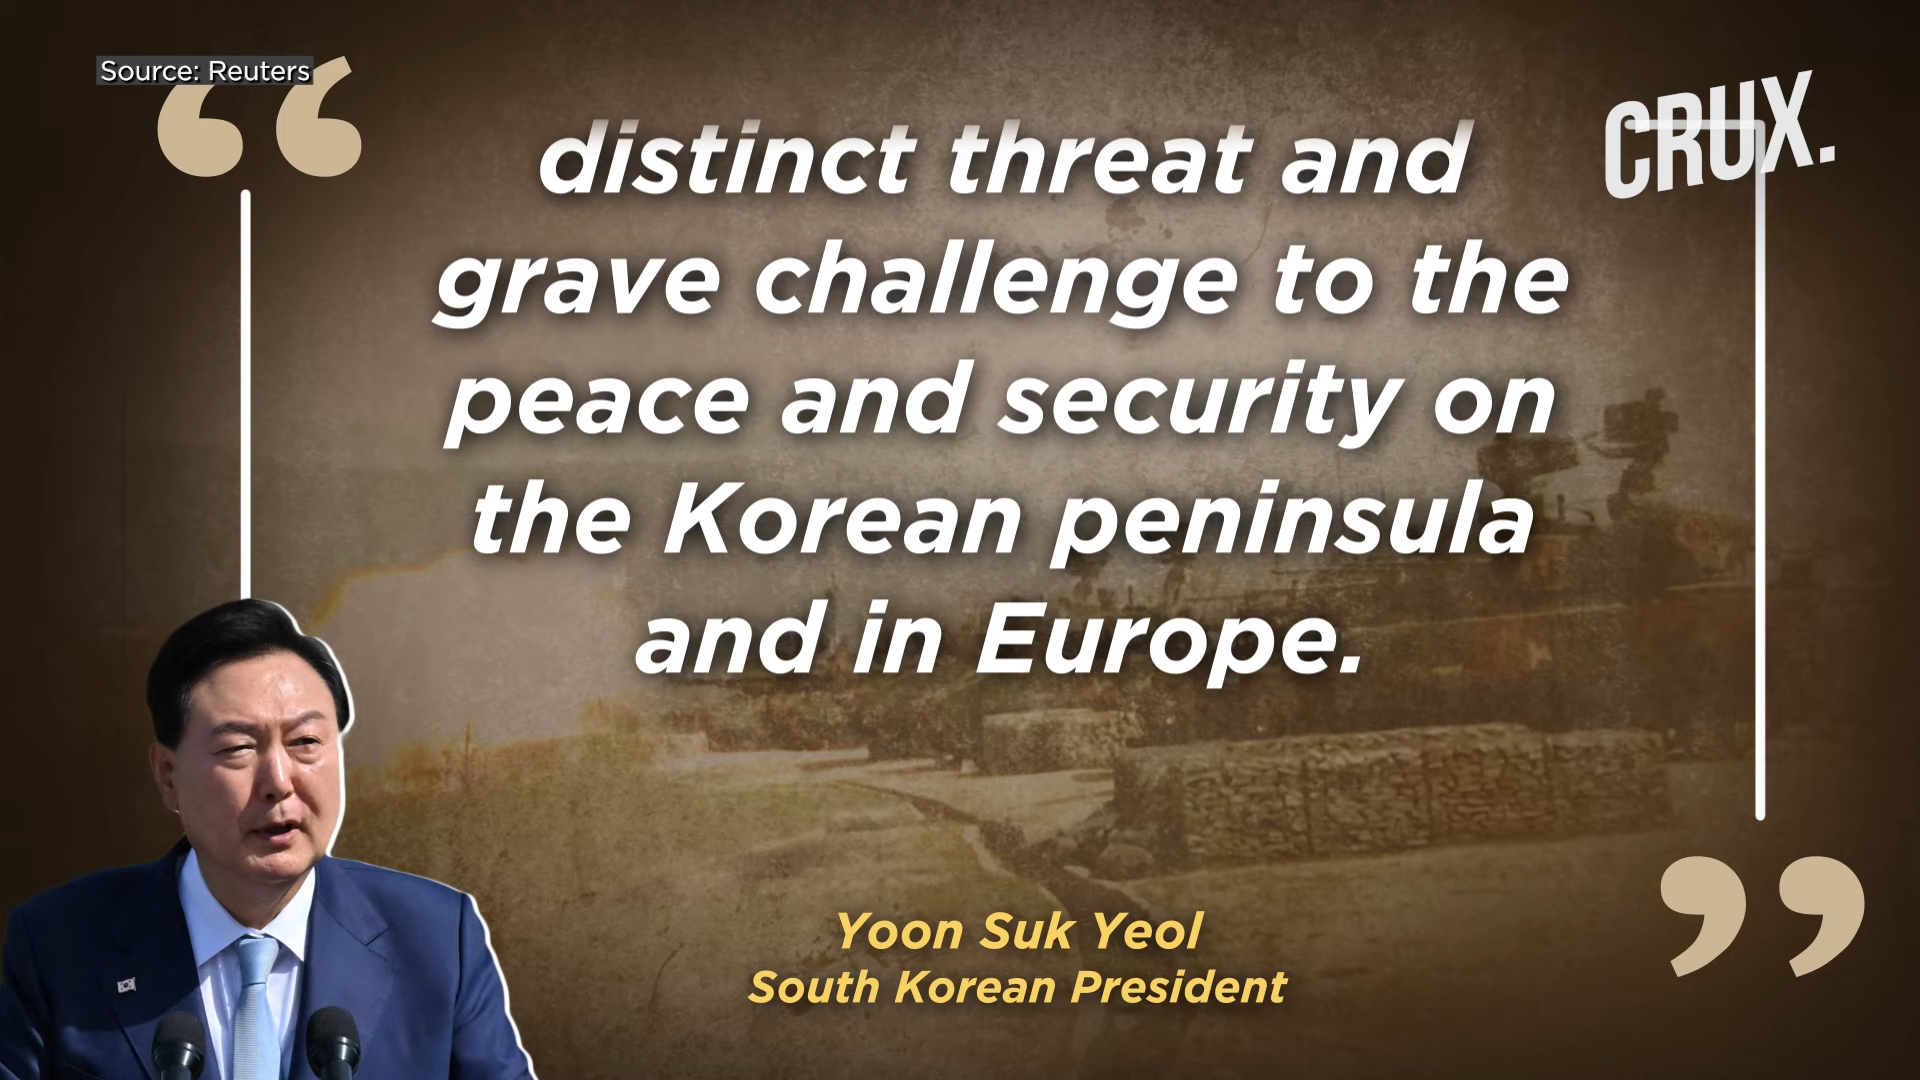 Source: Reuters
CRUX.
distinct threat and
grave challenge to the
peace and security on
the Korean peninsula
and in Europe.
Yoon Suk Yeol
South Korean President